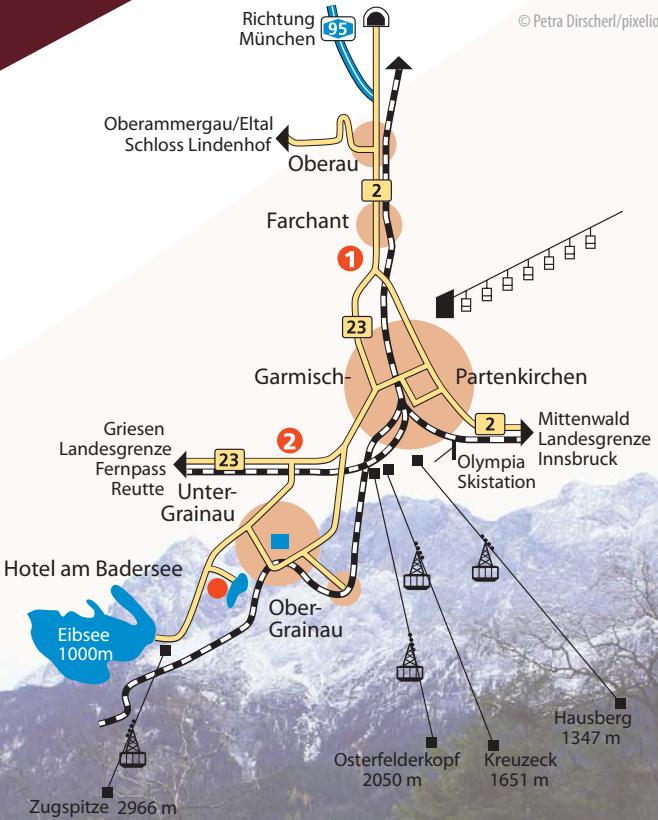 © Petra Dirscherl/pixelio
Richtung
München
95
Oberammergau/Eltal
Schloss Lindenhof
Oberau
2
Farchant
1
23
Garmisch-
Partenkirchen
2
Mittenwald
Landesgrenze
Innsbruck
Griesen
Landesgrenze
Fernpass
Reutte
23
2
Olympia
Skistation
Unter-
Grainau
Hotel am Badersee
Ober-
Grainau
Eibsee
1000m
Hausberg
1347 m
Osterfelderkopf
2050 m
Kreuzeck
1651 m
Zugspitze 2966 m